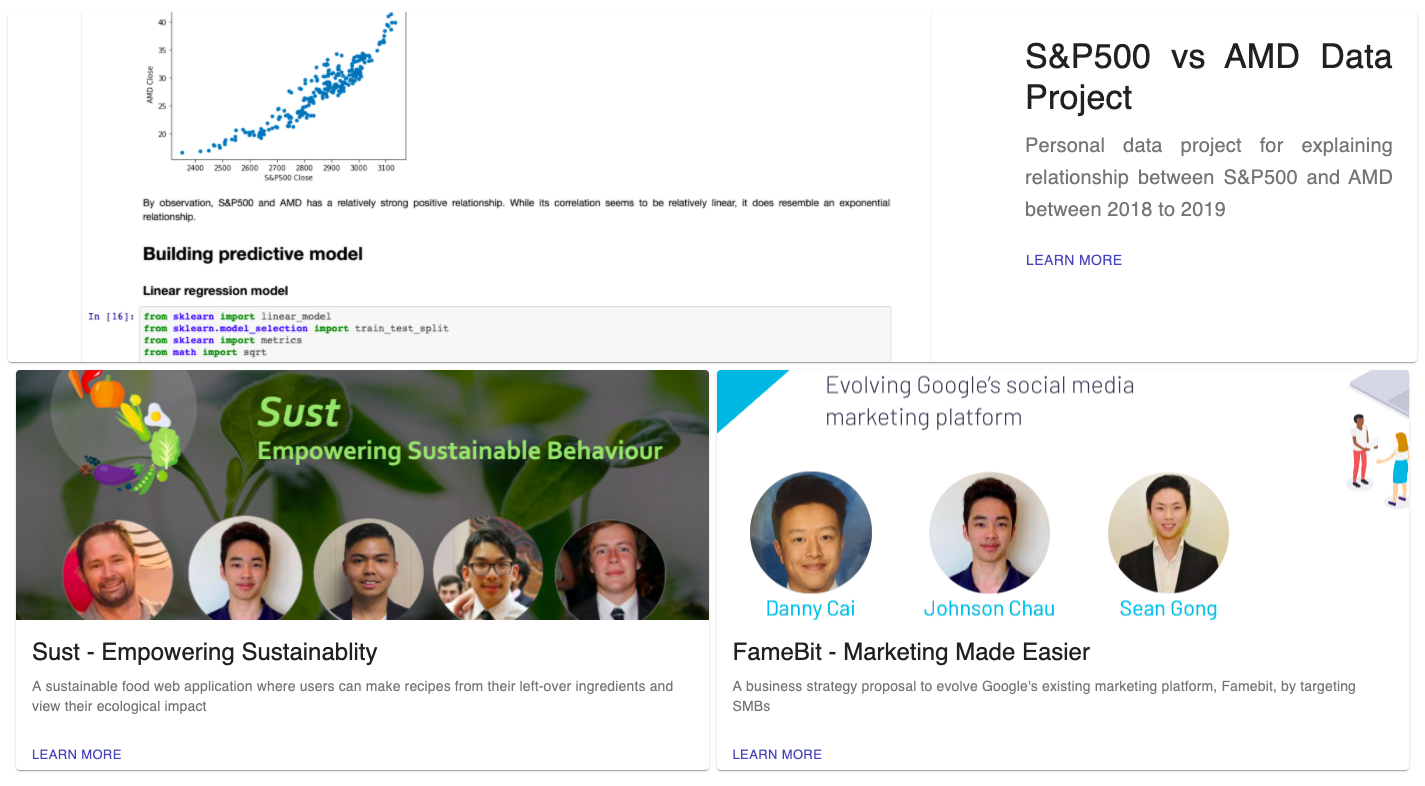 40
35
30
25
20
AMD Close
2400 2500 2600 2700 2800 2900 3000 3100
S&P500 Close
By observation, S&P500 and AMD has a relatively strong positive relationship. While its correlation seems to be relatively linear, it does resemble an exponential
relationship.
Building predictive model
Linear regression model
In [16]: from sklearn import linear_model
from sklearn.model_selection import train_test_split
from sklearn import metrics
from math import sqrt
S&P500 vs AMD Data
Project
Personal data project for explaining
relationship between S&P500 and AMD
between 2018 to 2019
LEARN MORE
Sust
Empowering Sustainable Behaviour
Sust - Empowering Sustainablity
A sustainable food web application where users can make recipes from their left-over ingredients and
view their ecological impact
LEARN MORE
Evolving Google's social media
marketing platform
Danny Cai Johnson Chau Sean Gong
FameBit - Marketing Made Easier
A business strategy proposal to evolve Google's existing marketing platform, Famebit, by targeting
SMBs
LEARN MORE